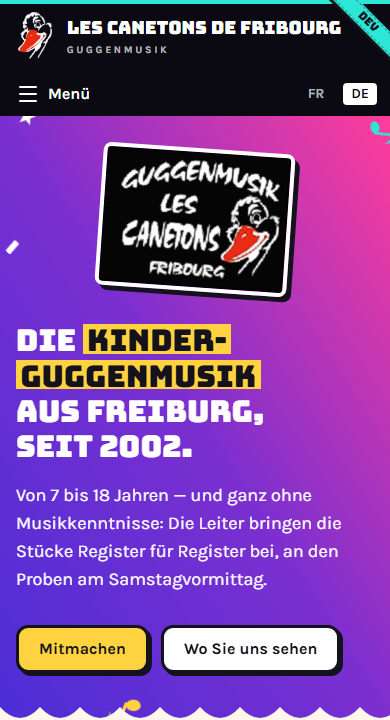 LES CANETONS DE FRIBOURG
GUGGENMUSIK
DEV
Menü
FR
DE
GUGGENMUSIK
LES
CANETONS
FRIBOURG
DIE KINDER-
GUGGENMUSIK
AUS FREIBURG,
SEIT 2002.
Von 7 bis 18 Jahren — und ganz ohne
Musikkenntnisse: Die Leiter bringen die
Stücke Register für Register bei, an den
Proben am Samstagvormittag.
Mitmachen
Wo Sie uns sehen